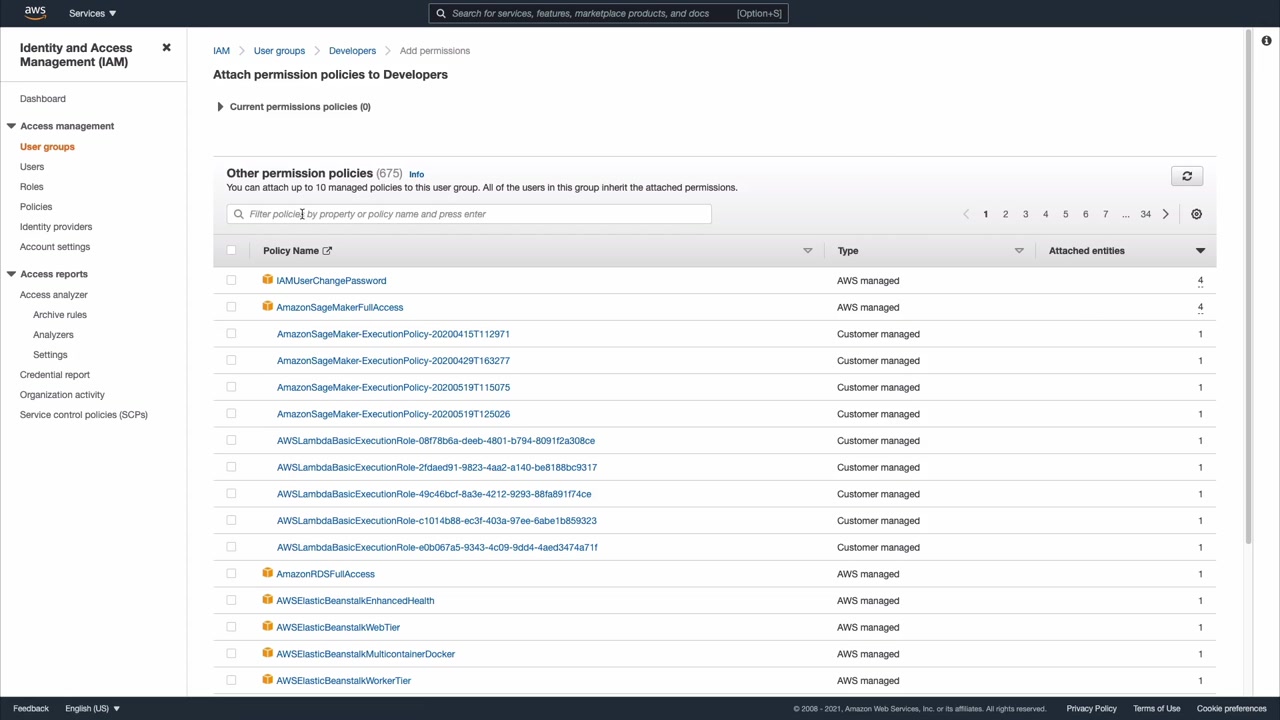 aws Services Search for services, features, marketplace products, and docs [Option+S]
Identity and Access Management (IAM)
Dashboard
Access management
User groups
Users
Roles
Policies
Identity providers
Account settings
Access reports
Access analyzer
Archive rules
Analyzers
Settings
Credential report
Organization activity
Service control policies (SCPs)
IAM User groups Developers Add permissions
Attach permission policies to Developers
Current permissions policies (0)
Other permission policies (675) Info
You can attach up to 10 managed policies to this user group. All of the users in this group inherit the attached permissions.
Filter policies by property or policy name and press enter 1 2 3 4 5 6 7 ... 34
Policy Name Type Attached entities
IAMUserChangePassword AWS managed 4
AmazonSageMakerFullAccess AWS managed 4
AmazonSageMaker-ExecutionPolicy-20200415T112971 Customer managed 1
AmazonSageMaker-ExecutionPolicy-20200429T163277 Customer managed 1
AmazonSageMaker-ExecutionPolicy-20200519T115075 Customer managed 1
AmazonSageMaker-ExecutionPolicy-20200519T125026 Customer managed 1
AWSLambdaBasicExecutionRole-08f78b6a-deeb-4801-b794-8091f2a308ce Customer managed 1
AWSLambdaBasicExecutionRole-2fdaed91-9823-4aa2-a140-be8188bc9317 Customer managed 1
AWSLambdaBasicExecutionRole-49c46bcf-8a3e-4212-9293-88fa891f74ce Customer managed 1
AWSLambdaBasicExecutionRole-c1014b88-ec3f-403a-97ee-6abe1b859323 Customer managed 1
AWSLambdaBasicExecutionRole-e0b067a5-9343-4c09-9dd4-4aed3474a71f Customer managed 1
AmazonRDSFullAccess AWS managed 1
AWSElasticBeanstalkEnhancedHealth AWS managed 1
AWSElasticBeanstalkWebTier AWS managed 1
AWSElasticBeanstalkMulticontainerDocker AWS managed 1
AWSElasticBeanstalkWorkerTier AWS managed 1
Feedback English (US) © 2008 - 2021, Amazon Web Services, Inc. or its affiliates. All rights reserved. Privacy Policy Terms of Use Cookie preferences